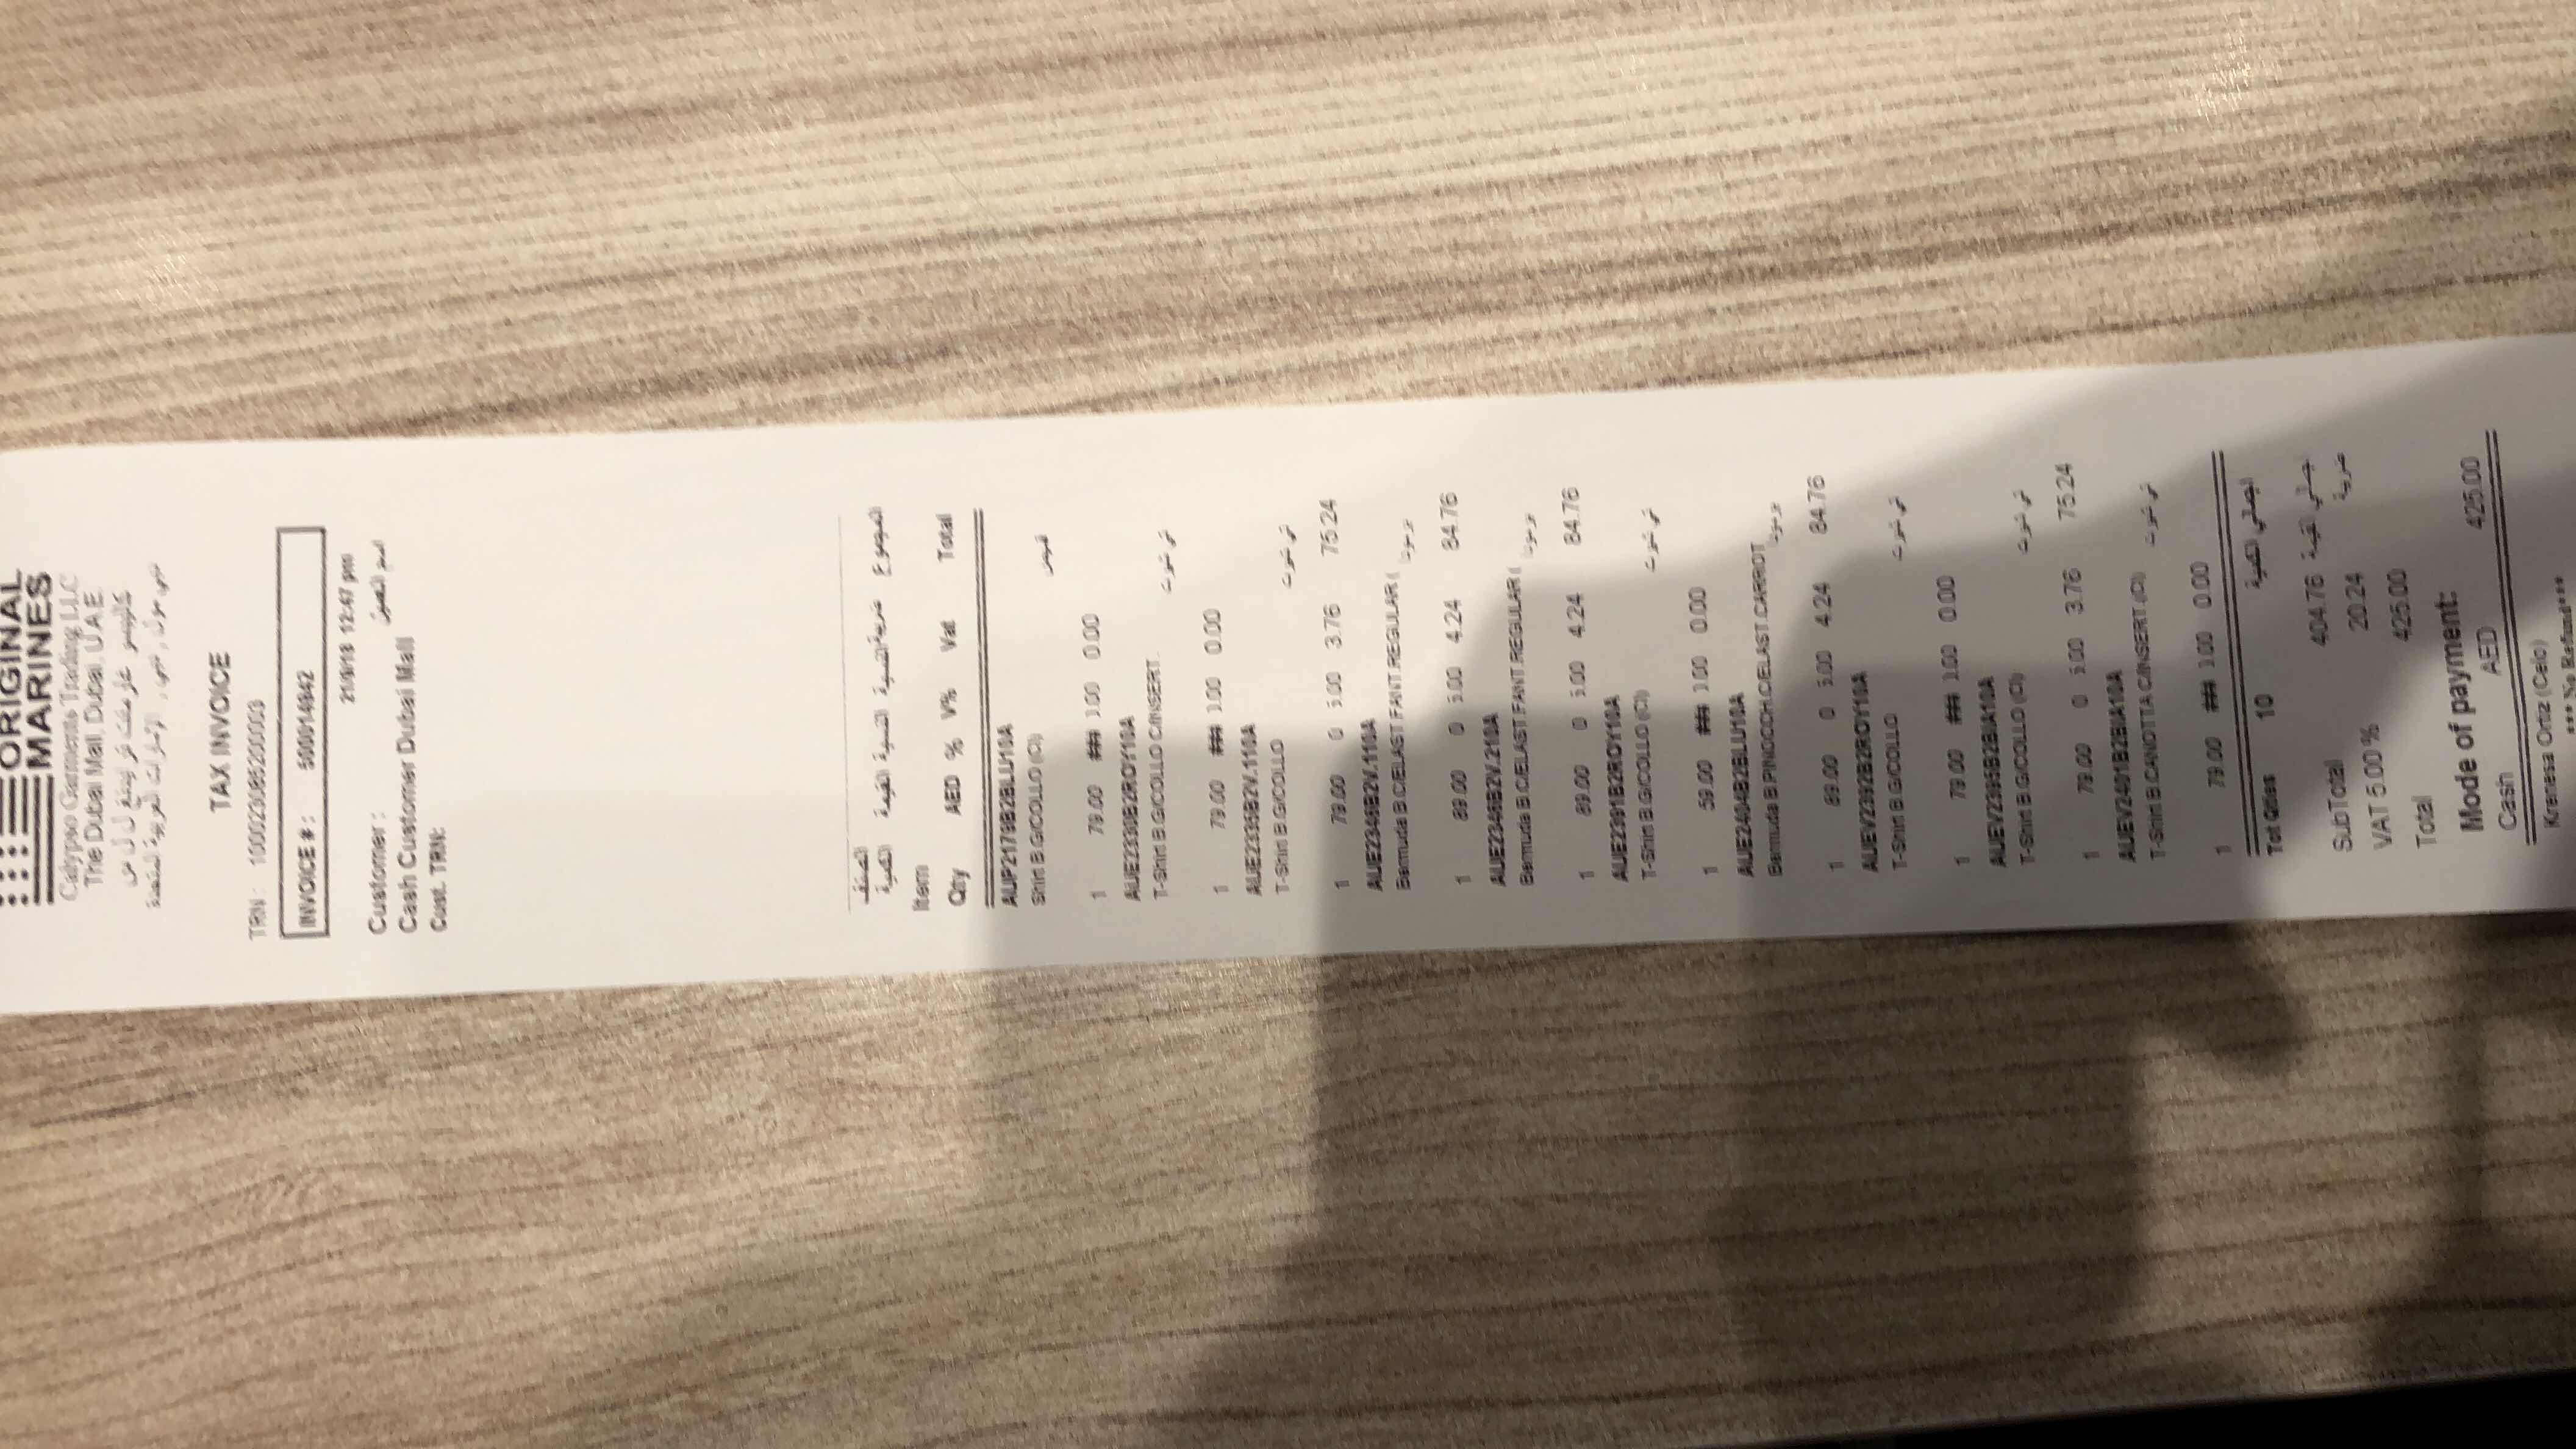 ORIGINAL
MARINES
Calypso Garments Trading LLC
The Dubai Mall, Dubai, U.A.E.
كاليبسو غارمنت تريدينغ ل ل س
دبي مول , دبي , الإمارات العربية المتحدة
TAX INVOICE
TRN : 100023085200003
INVOICE # : 500014942
21/9/18 12:47 pm
Customer :
Cash Customer Dubai Mall
Cust. TRN:
الصنف
الكمية القيمة النسبة النسبة ضريبة المجموع
Item
Qty AED % V% Vat Total
AUP2179B2BLU10A
Shirt B.G/COLLO (CI) قميص
1 79.00 ### 0.00 0.00
AUE2330B2ROY10A
T-Shirt B.G/COLLO C/INSERT. تي شيرت
1 79.00 ### 0.00 0.00
AUE2335B2V.110A
T-Shirt B.G/COLLO تي شيرت
1 79.00 0 5.00 3.76 75.24
AUE2346B2V.110A
Bermuda B.C/ELAST FANT.REGULAR ( برمودا
1 89.00 0 5.00 4.24 84.76
AUE2346B2V.210A
Bermuda B.C/ELAST.FANT.REGULAR ( برمودا
1 89.00 0 5.00 4.24 84.76
AUE2391B2ROY10A
T-Shirt B.G/COLLO (CI) تي شيرت
1 59.00 ### 0.00 0.00
AUE2404B2BLU10A
Bermuda B.PINOCCH.C/ELAST.CARROT برمودا
1 89.00 0 5.00 4.24 84.76
AUEV2392B2ROY10A
T-Shirt B.G/COLLO تي شيرت
1 79.00 ### 0.00 0.00
AUEV2395B2BIA10A
T-Shirt B.G/COLLO (CI) تي شيرت
1 79.00 0 5.00 3.76 75.24
AUEV2401B2BIA10A
T-Shirt B.CANOTTA C/INSERT.(CI) تي شيرت
1 79.00 ### 0.00 0.00
Tot Qties 10 اجمالي الكمية
SubTotal 404.76 جمالي القيمة
VAT 5.00 % 20.24 ضريبة
Total 425.00
Mode of payment:
Cash AED 425.00
Krenesa Ortiz (Celo)
*** No Refund***